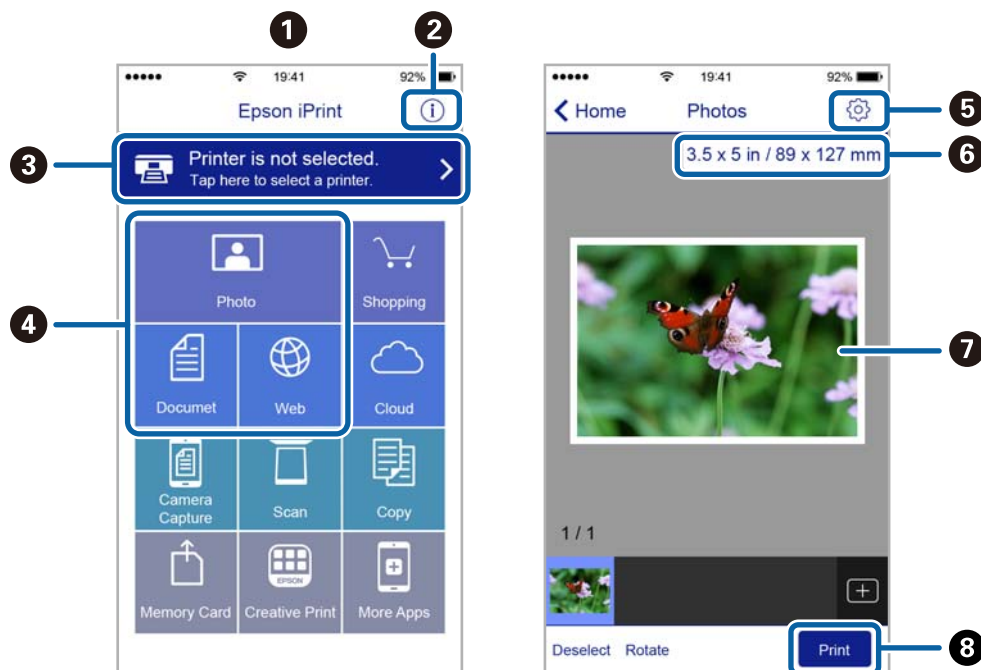 1
2
19:41
92%
Epson iPrint
3
Printer is not selected.
Tap here to select a printer.
4
Photo
Shopping
Documet
Web
Cloud
Camera
Capture
Scan
Copy
EPSON
Memory Card
Creative Print
More Apps
19:41
92%
Home
Photos
5
3.5 x 5 in / 89 x 127 mm
6
7
1 / 1
Deselect
Rotate
Print
8